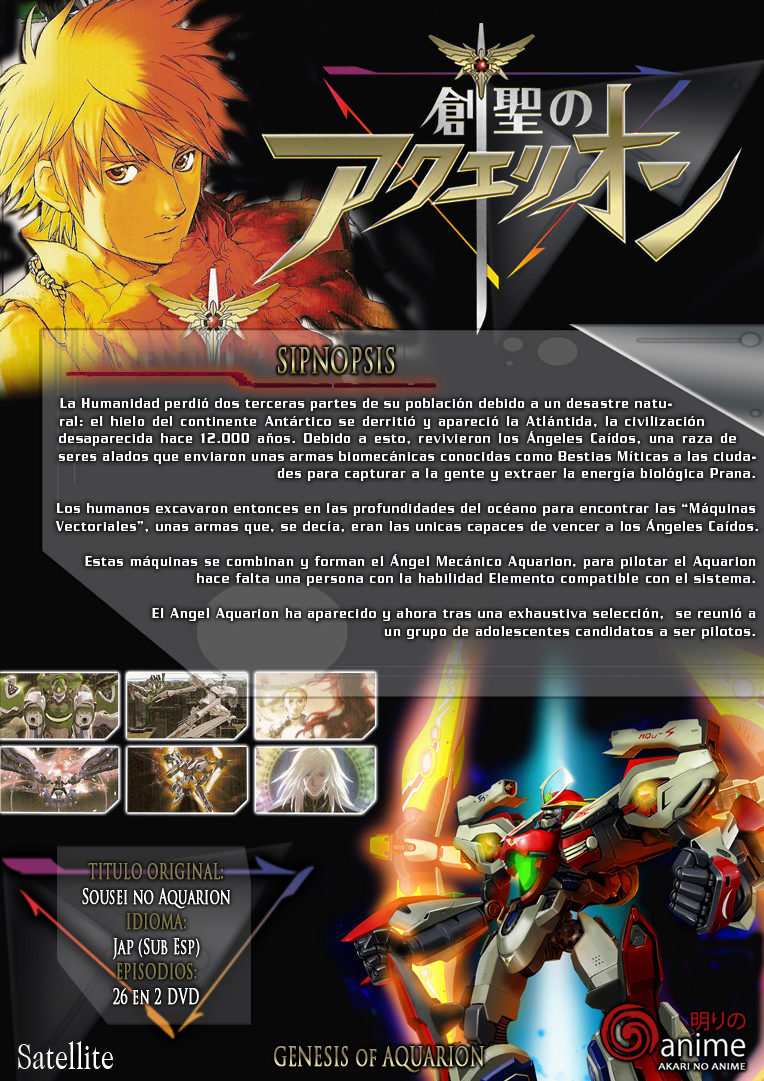 創聖の
アクエリオン
SIPNOPSIS
La Humanidad perdió dos terceras partes de su población debido a un desastre natu-
ral: el hielo del continente Antártico se derritió y apareció la Atlántida, la civilización
desaparecida hace 12.000 años. Debido a esto, revivieron los Ángeles Caídos, una raza de
seres alados que enviaron unas armas biomecánicas conocidas como Bestias Míticas a las ciuda-
des para capturar a la gente y extraer la energía biológica Prana.
Los humanos excavaron entonces en las profundidades del océano para encontrar las “Máquinas
Vectoriales”, unas armas que, se decía, eran las unicas capaces de vencer a los Ángeles Caídos.
Estas máquinas se combinan y forman el Ángel Mecánico Aquarion, para pilotar el Aquarion
hace falta una persona con la habilidad Elemento compatible con el sistema.
El Angel Aquarion ha aparecido y ahora tras una exhaustiva selección, se reunió a
un grupo de adolescentes candidatos a ser pilotos.
AQU-S
TITULO ORIGINAL:
SOUSEI NO AQUARION
IDIOMA:
JAP (SUB ESP)
EPISODIOS:
26 EN 2 DVD
Satellite
GENESIS OF AQUARION
明りの
anime
AKARI NO ANIME